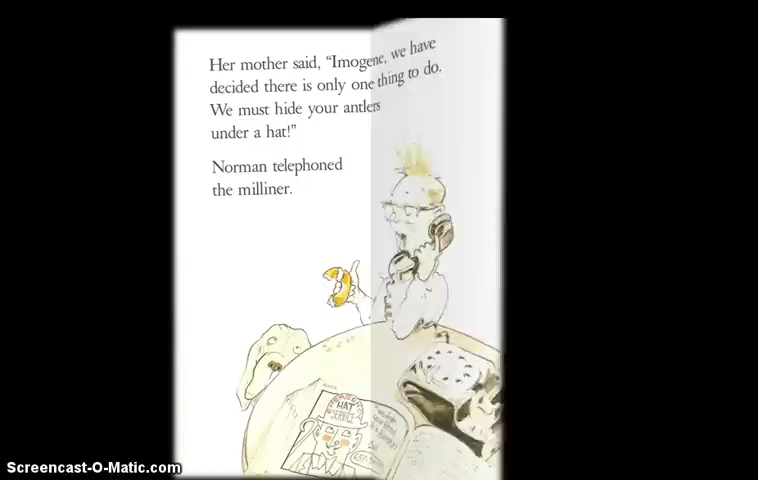 Her mother said, "Imogene, we have
decided there is only one thing to do.
We must hide your antlers
under a hat!"
Norman telephoned
the milliner.
HAT
SERVICE
Screencast-O-Matic.com